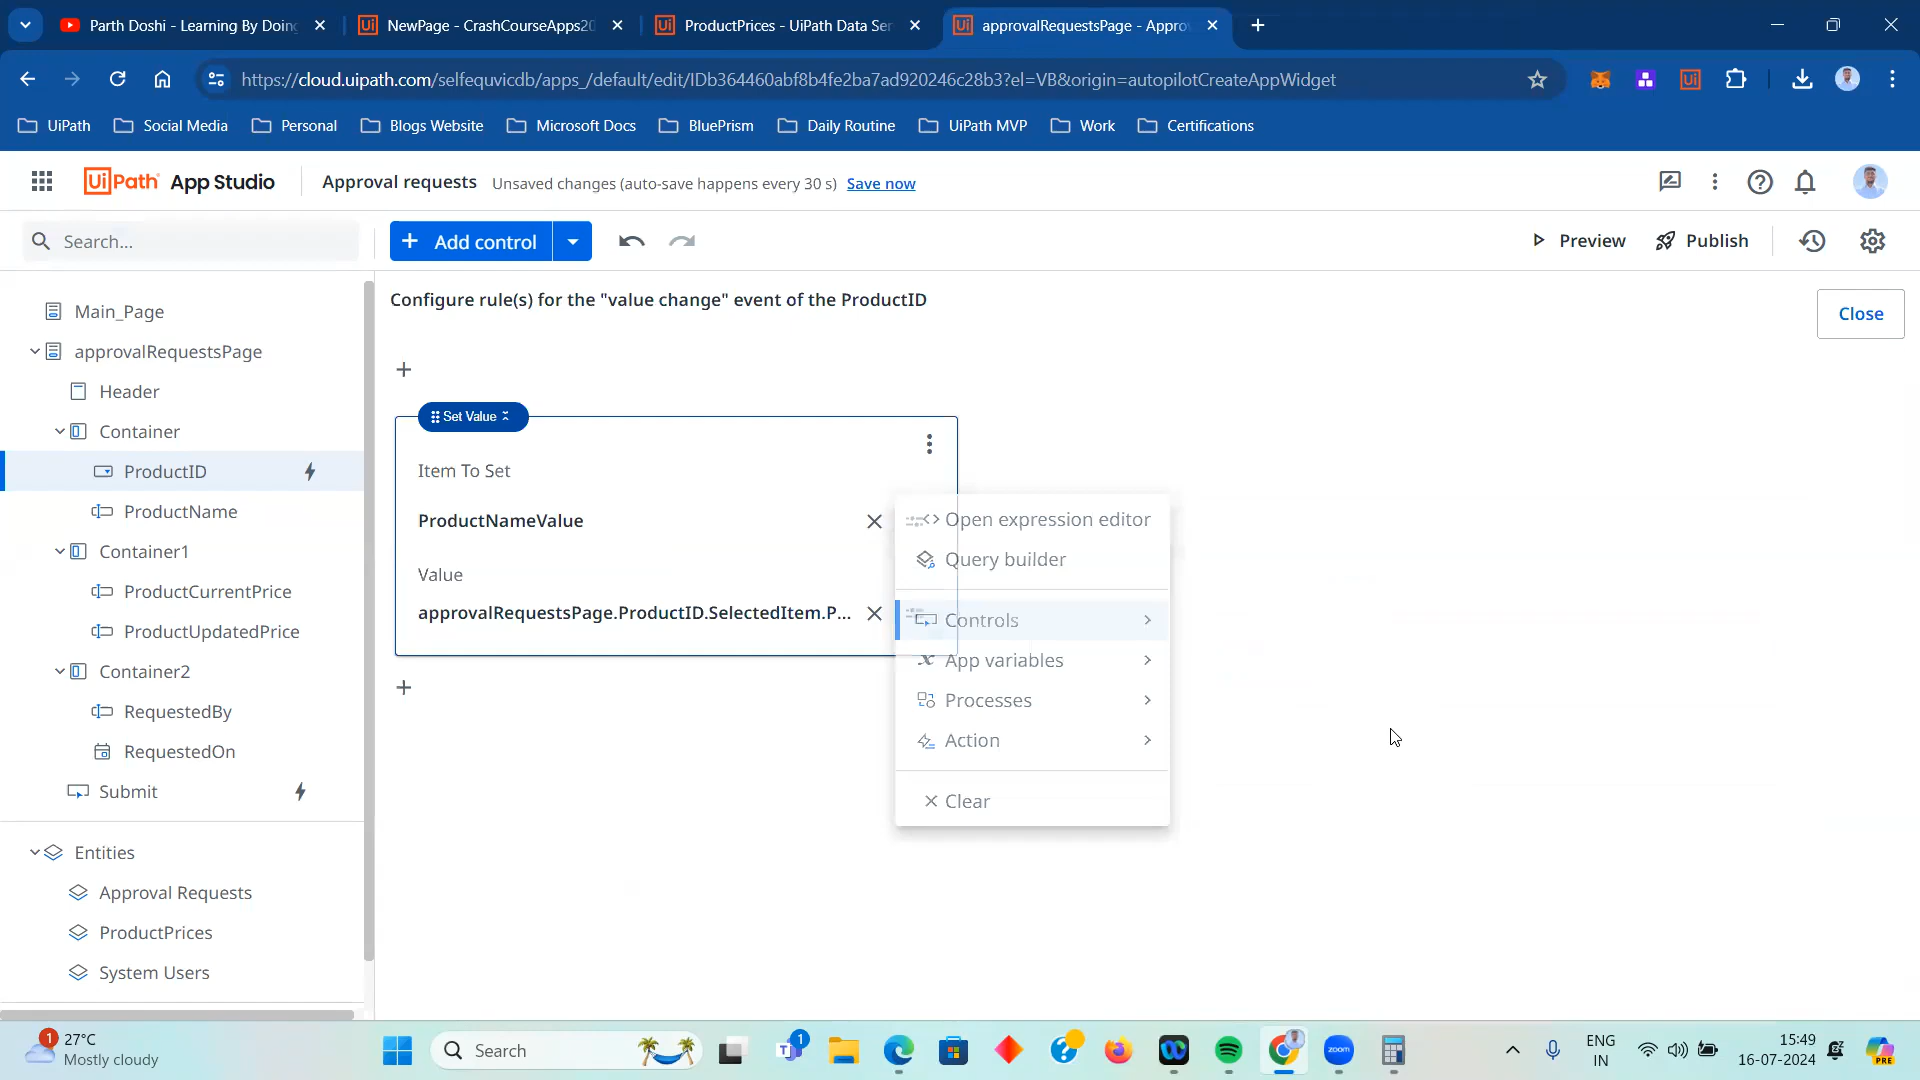 Parth Doshi - Learning By Doing
NewPage - CrashCourseApps20
ProductPrices - UiPath Data Ser
approvalRequestsPage - Appro
https://cloud.uipath.com/selfequvicdb/apps_/default/edit/IDb364460abf8b4fe2ba7ad920246c28b3?el=VB&origin=autopilotCreateAppWidget
UiPath
Social Media
Personal
Blogs Website
Microsoft Docs
BluePrism
Daily Routine
UiPath MVP
Work
Certifications
UiPath App Studio
Approval requests
Unsaved changes (auto-save happens every 30 s)
Save now
Search...
Add control
Preview
Publish
Main_Page
approvalRequestsPage
Header
Container
ProductID
ProductName
Container1
ProductCurrentPrice
ProductUpdatedPrice
Container2
RequestedBy
RequestedOn
Submit
Entities
Approval Requests
ProductPrices
System Users
Configure rule(s) for the "value change" event of the ProductID
Close
Set Value
Item To Set
ProductNameValue
Value
approvalRequestsPage.ProductID.SelectedItem.P...
Open expression editor
Query builder
Controls
App variables
Processes
Action
Clear
1
27°C
Mostly cloudy
Search
1
zoom
ENG
IN
15:49
16-07-2024
PRE